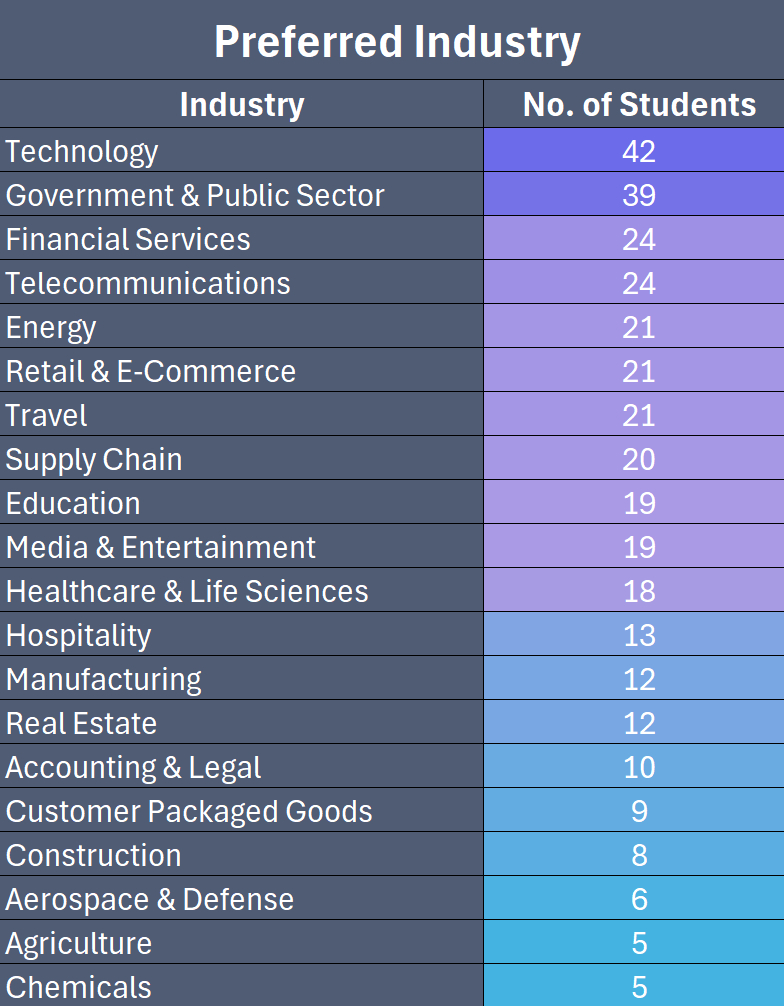 Preferred Industry
Industry No. of Students
Technology 42
Government & Public Sector 39
Financial Services 24
Telecommunications 24
Energy 21
Retail & E-Commerce 21
Travel 21
Supply Chain 20
Education 19
Media & Entertainment 19
Healthcare & Life Sciences 18
Hospitality 13
Manufacturing 12
Real Estate 12
Accounting & Legal 10
Customer Packaged Goods 9
Construction 8
Aerospace & Defense 6
Agriculture 5
Chemicals 5